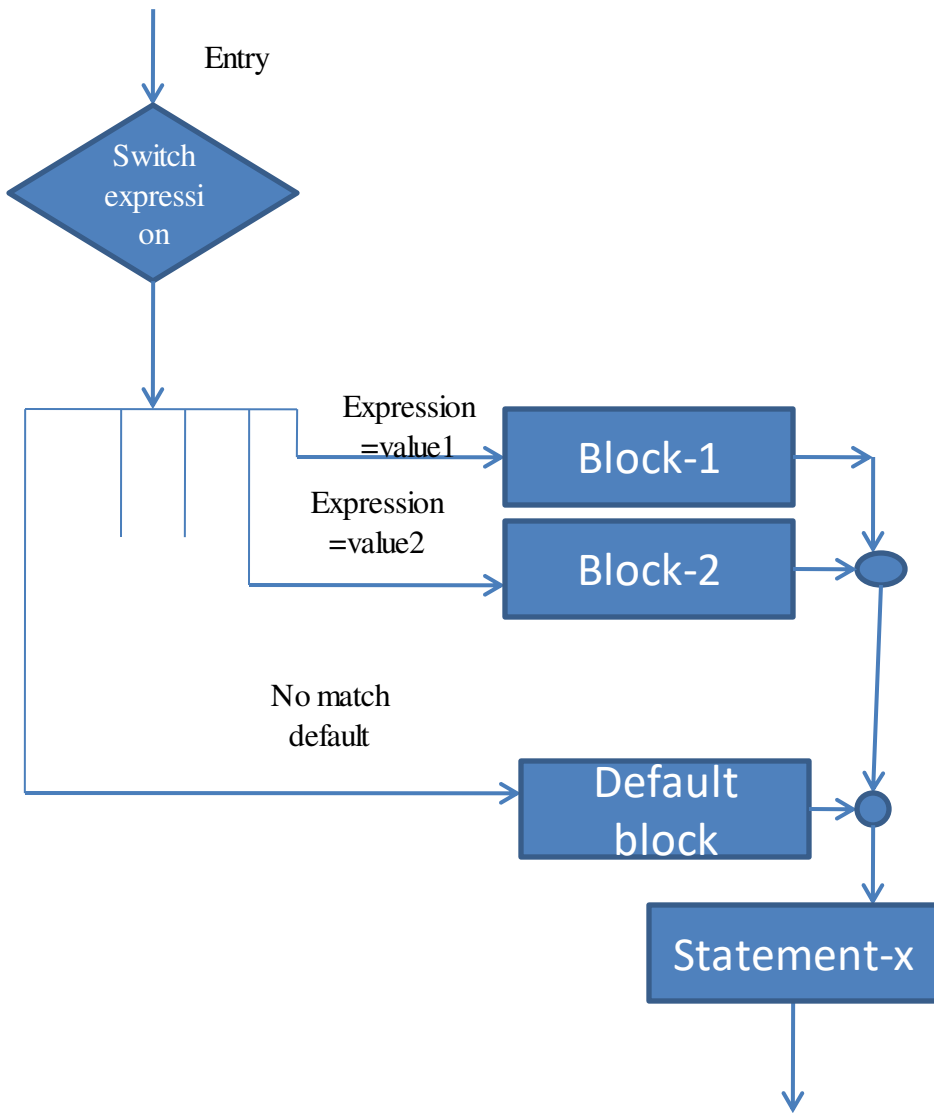 Entry
Switch
expressi
on
Expression
=value1
Block-1
Expression
=value2
Block-2
No match
default
Default
block
Statement-x